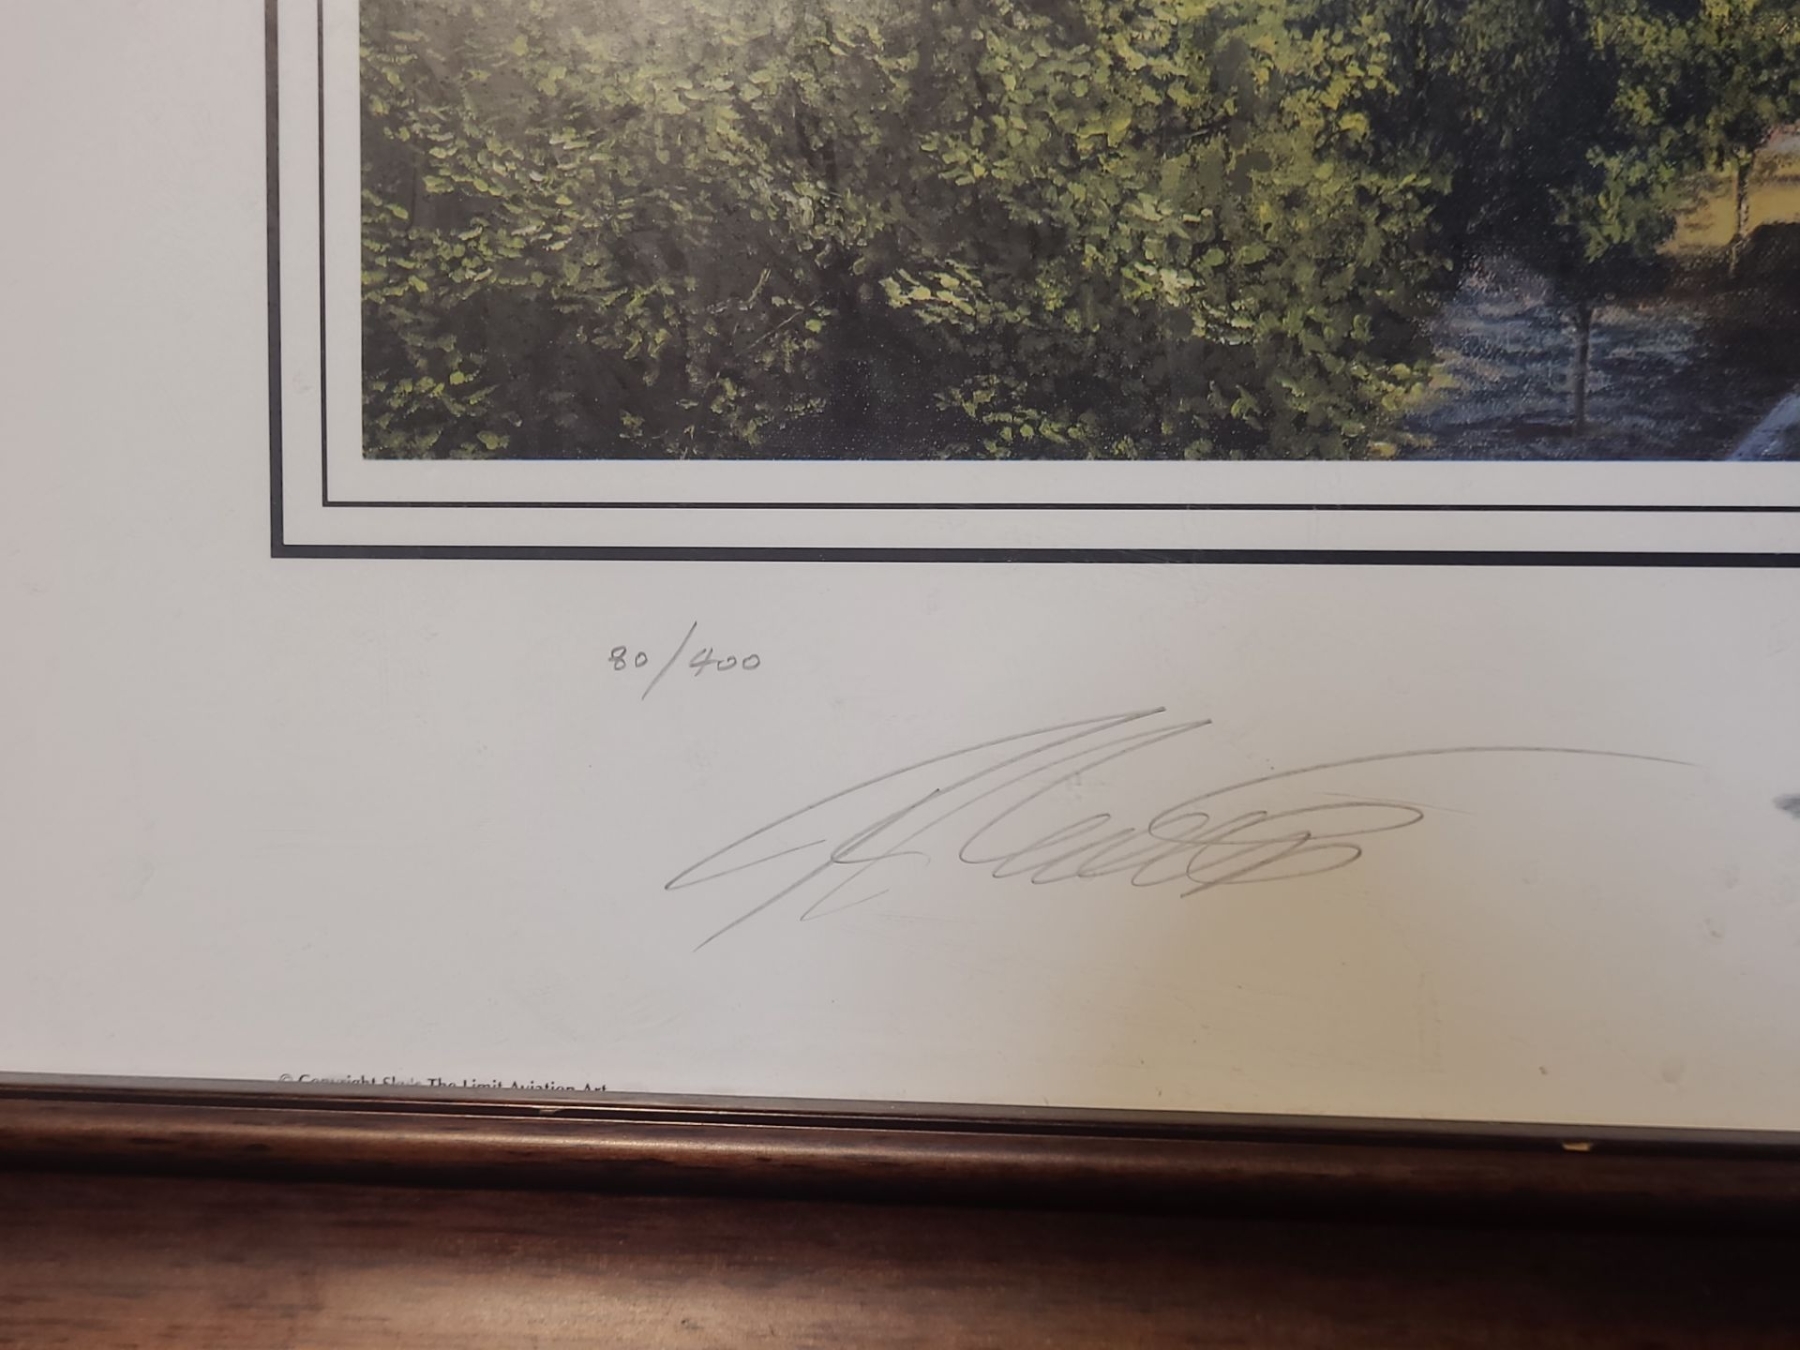 80/400
© Copyright Sky's The Limit Aviation Art